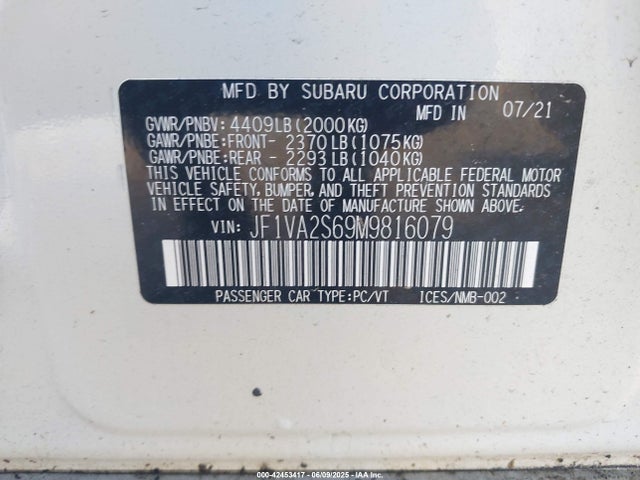 MFD BY SUBARU CORPORATION
MFD IN 07/21
GVWR/PNBV: 4409LB(2000KG)
GAWR/PNBE:FRONT- 2370LB(1075KG)
GAWR/PNBE:REAR - 2293LB(1040KG)
THIS VEHICLE CONFORMS TO ALL APPLICABLE FEDERAL MOTOR
VEHICLE SAFETY, BUMPER, AND THEFT PREVENTION STANDARDS
IN EFFECT ON THE DATE OF MANUFACTURE SHOWN ABOVE.
VIN: JF1VA2S69M9816079
PASSENGER CAR TYPE:PC/VT ICES/NMB-002
000-42453417 - 06/09/2025 - IAA Inc.